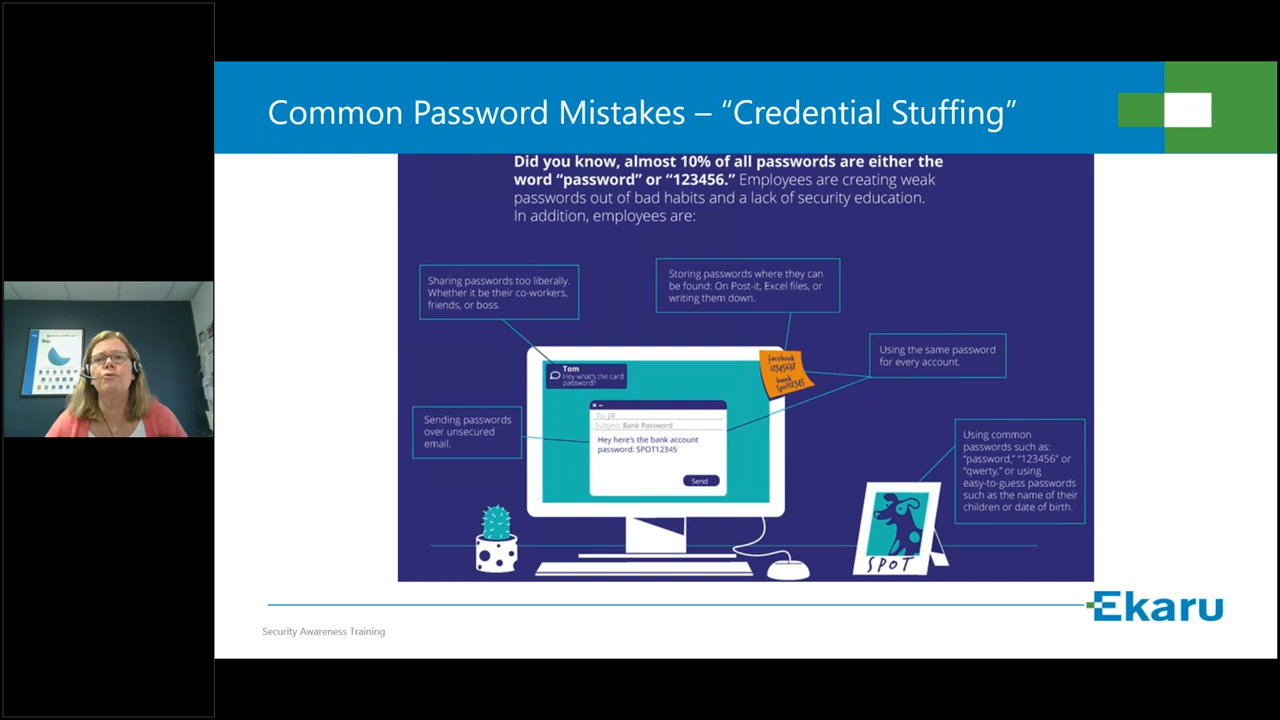 Common Password Mistakes – “Credential Stuffing”
Did you know, almost 10% of all passwords are either the
word “password” or “123456.” Employees are creating weak
passwords out of bad habits and a lack of security education.
In addition, employees are:
Sharing passwords too liberally.
Whether it be their co-workers,
friends, or boss.
Storing passwords where they can
be found: On Post-it, Excel files, or
writing them down.
Using the same password
for every account.
Tom
Hey what's the card
password?
facebook
12345678
bank
Spot12345
Sending passwords
over unsecured
email.
To: Jill
Subject: Bank Password
Hey here's the bank account
password: SPOT12345
Send
Using common
passwords such as:
“password,” “123456” or
“qwerty,” or using
easy-to-guess passwords
such as the name of their
children or date of birth.
SPOT
Ekaru
Security Awareness Training